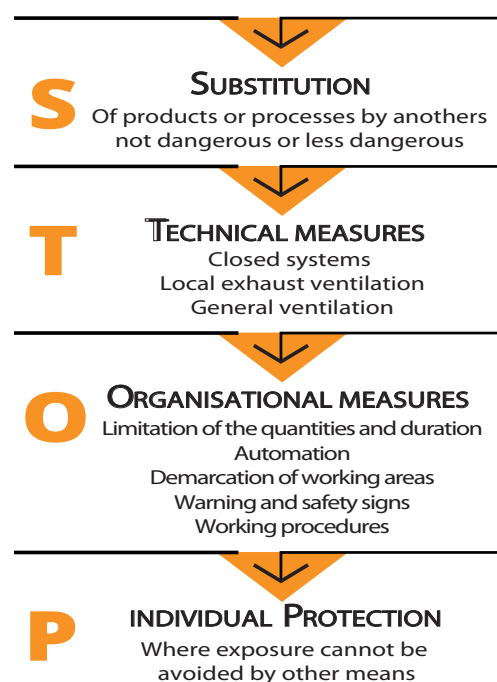 S
SUBSTITUTION
Of products or processes by anothers
not dangerous or less dangerous
T
TECHNICAL MEASURES
Closed systems
Local exhaust ventilation
General ventilation
O
ORGANISATIONAL MEASURES
Limitation of the quantities and duration
Automation
Demarcation of working areas
Warning and safety signs
Working procedures
P
INDIVIDUAL PROTECTION
Where exposure cannot be
avoided by other means